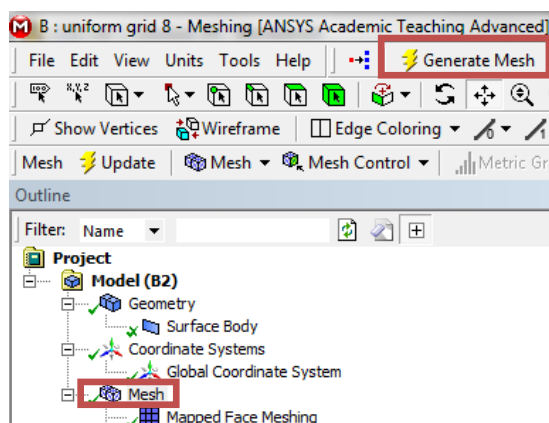 B : uniform grid 8 - Meshing [ANSYS Academic Teaching Advanced]
File Edit View Units Tools Help Generate Mesh
Show Vertices Wireframe Edge Coloring
Mesh Update Mesh Mesh Control Metric Gr
Outline
Filter: Name
Project
Model (B2)
Geometry
Surface Body
Coordinate Systems
Global Coordinate System
Mesh
Mapped Face Meshing